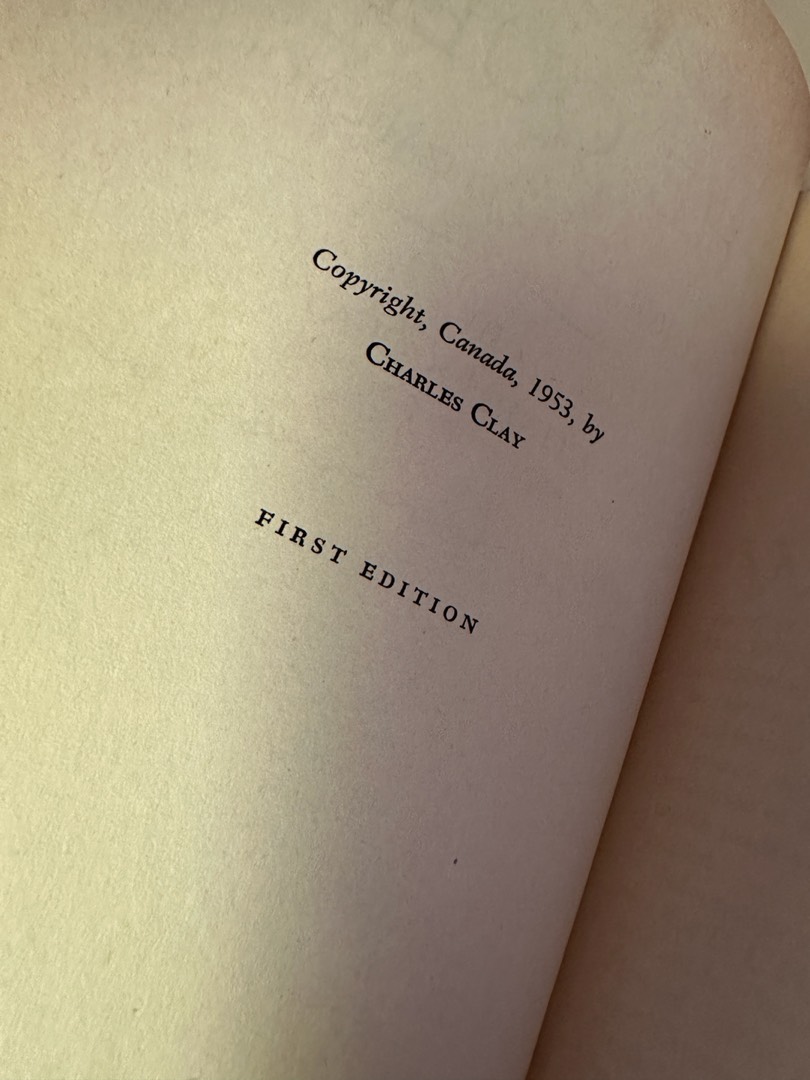 Copyright, Canada, 1953, by
CHARLES CLAY
FIRST EDITION